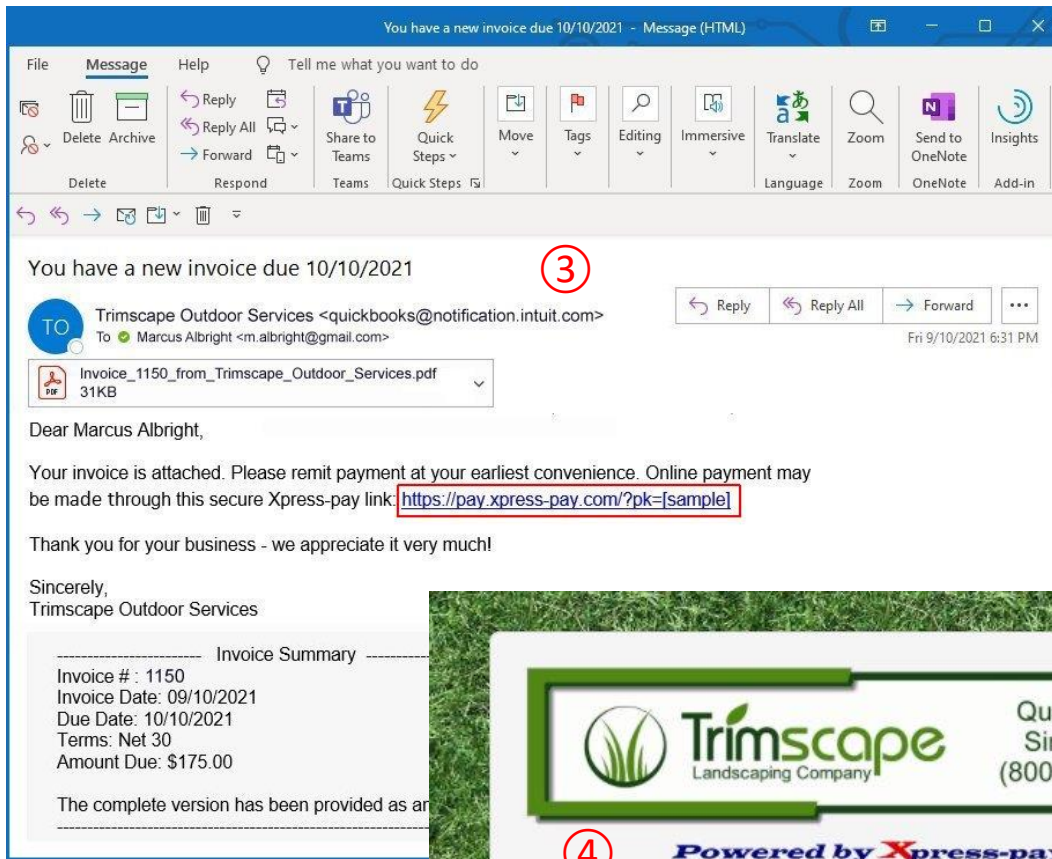 You have a new invoice due 10/10/2021 - Message (HTML)
File Message Help Tell me what you want to do
Delete Archive
Reply
Reply All
Forward
Share to Teams
Quick Steps
Move
Tags
Editing
Immersive
Translate
Zoom
Send to OneNote
Insights
Delete Respond Teams Quick Steps Language Zoom OneNote Add-in
You have a new invoice due 10/10/2021
③
TO
Trimscape Outdoor Services <quickbooks@notification.intuit.com>
To Marcus Albright <m.albright@gmail.com>
Reply Reply All Forward ...
Fri 9/10/2021 6:31 PM
PDF
Invoice_1150_from_Trimscape_Outdoor_Services.pdf
31KB
Dear Marcus Albright,
Your invoice is attached. Please remit payment at your earliest convenience. Online payment may
be made through this secure Xpress-pay link: https://pay.xpress-pay.com/?pk=[sample]
Thank you for your business - we appreciate it very much!
Sincerely,
Trimscape Outdoor Services
----------------------- Invoice Summary ----------
Invoice # : 1150
Invoice Date: 09/10/2021
Due Date: 10/10/2021
Terms: Net 30
Amount Due: $175.00
The complete version has been provided as an
Trimscape
Landscaping Company
Qu
Si
(800
④
Powered by Xpress-pay